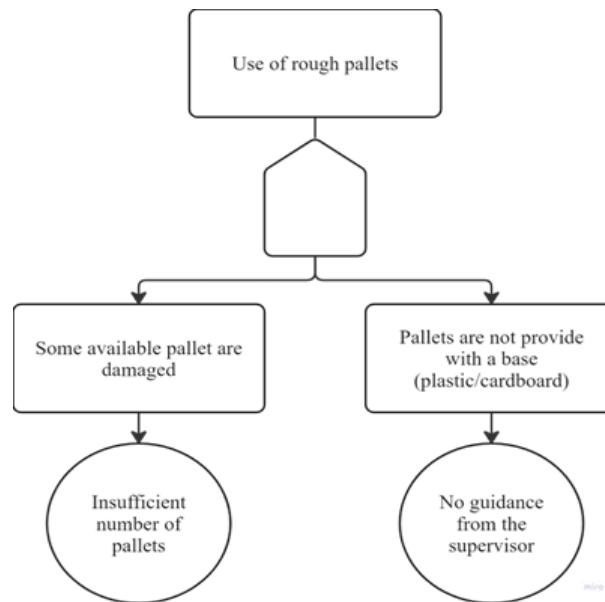 Use of rough pallets
Some available pallet are
damaged
Pallets are not provide
with a base
(plastic/cardboard)
Insufficient
number of
pallets
No guidance
from the
supervisor
miro